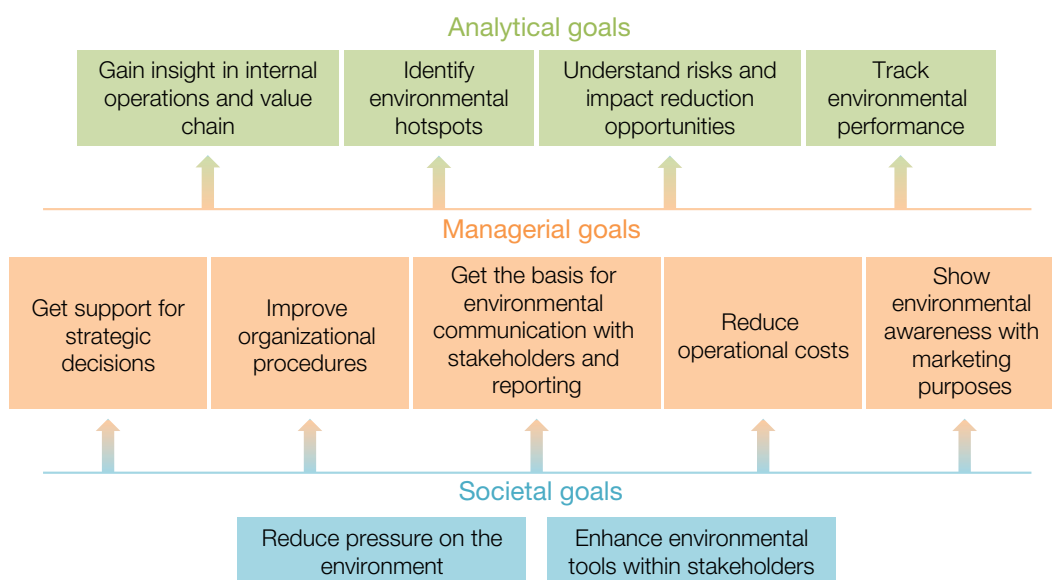 Analytical goals
Gain insight in internal
operations and value
chain
Identify
environmental
hotspots
Understand risks and
impact reduction
opportunities
Track
environmental
performance
Managerial goals
Get support for
strategic
decisions
Improve
organizational
procedures
Get the basis for
environmental
communication with
stakeholders and
reporting
Reduce
operational costs
Show
environmental
awareness with
marketing
purposes
Societal goals
Reduce pressure on the
environment
Enhance environmental
tools within stakeholders